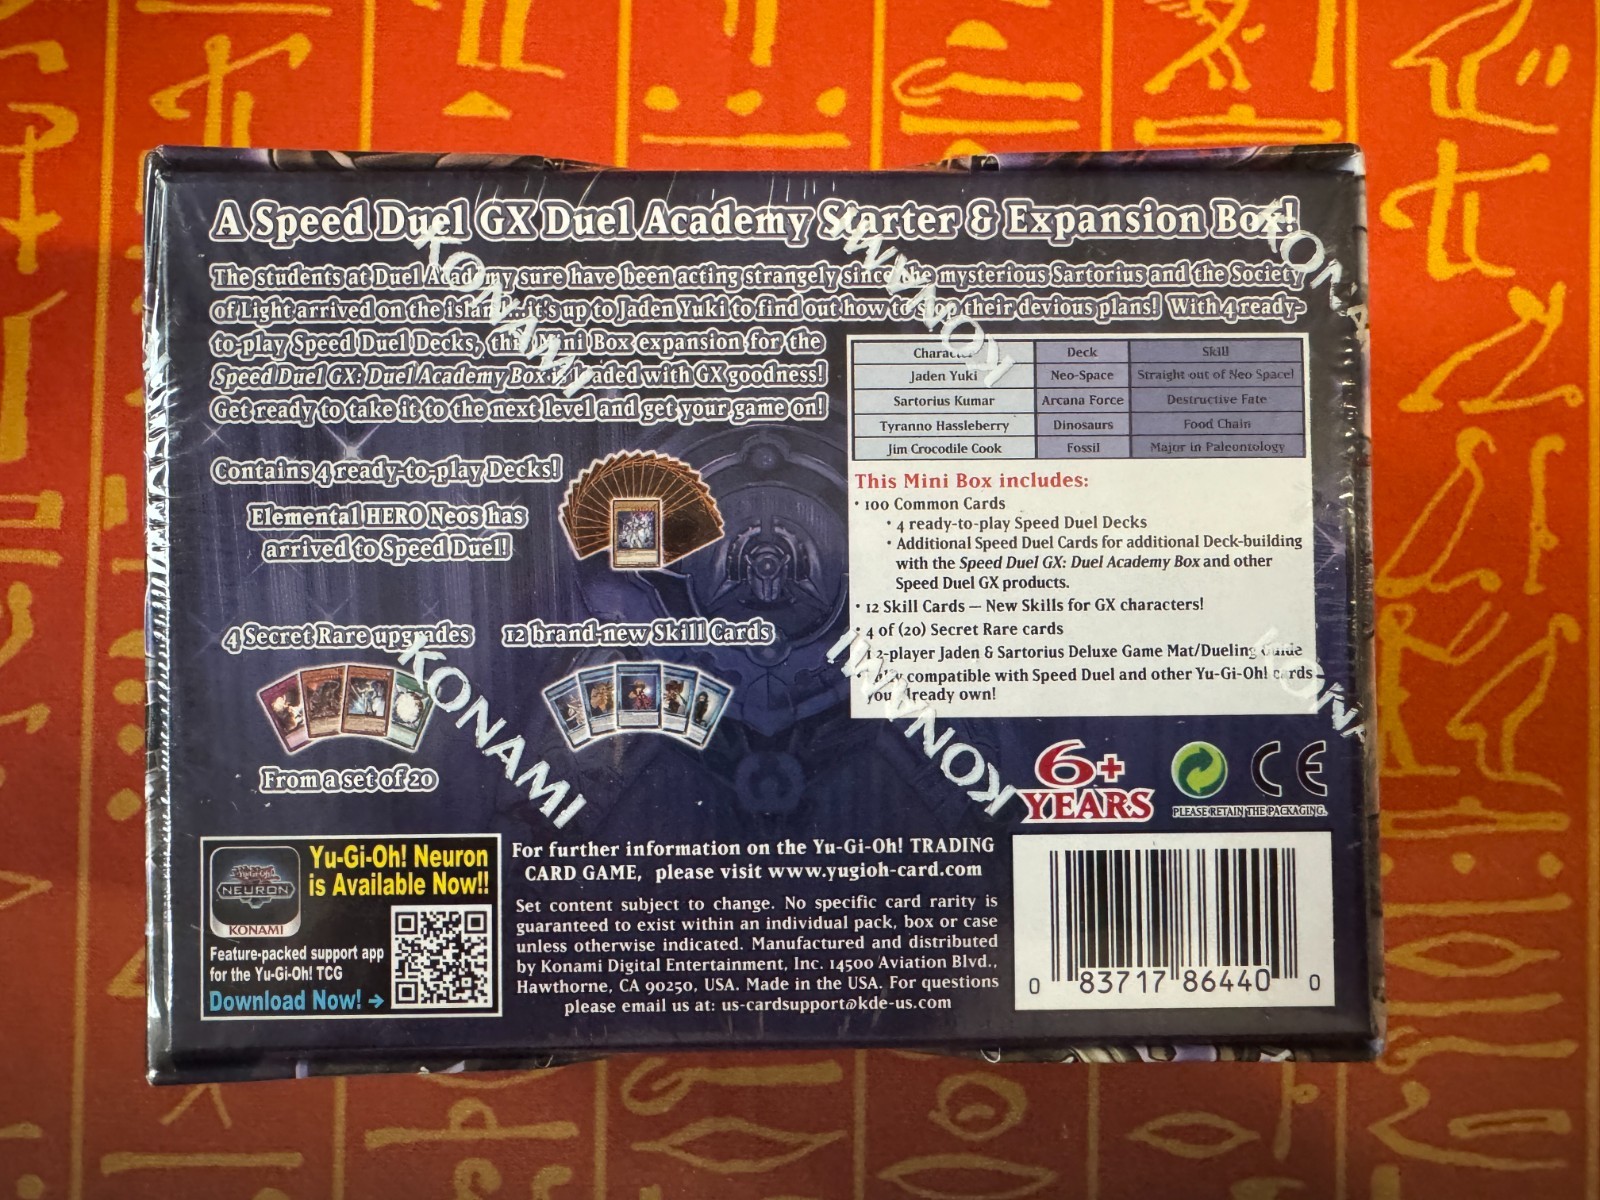 A Speed Duel GX Duel Academy Starter & Expansion Box!
The students at Duel Academy sure have been acting strangely since the mysterious Sartorius and the Society
of Light arrived on the island...it's up to Jaden Yuki to find out how to stop their devious plans! With 4 ready-
to-play Speed Duel Decks, this Mini Box expansion for the
Speed Duel GX: Duel Academy Box is loaded with GX goodness!
Get ready to take it to the next level and get your game on!
Contains 4 ready-to-play Decks!
Elemental HERO Neos has
arrived to Speed Duel!
4 Secret Rare upgrades
From a set of 20
12 brand-new Skill Cards
Character Deck Skill
Jaden Yuki Neo-Space Straight out of Neo Space!
Sartorius Kumar Arcana Force Destructive Fate
Tyranno Hassleberry Dinosaurs Food Chain
Jim Crocodile Cook Fossil Major in Paleontology
This Mini Box includes:
• 100 Common Cards
• 4 ready-to-play Speed Duel Decks
• Additional Speed Duel Cards for additional Deck-building
with the Speed Duel GX: Duel Academy Box and other
Speed Duel GX products.
• 12 Skill Cards — New Skills for GX characters!
• 4 of (20) Secret Rare cards
• 1 2-player Jaden & Sartorius Deluxe Game Mat/Dueling Guide
• Fully compatible with Speed Duel and other Yu-Gi-Oh! cards
you already own!
6+
YEARS
CE
PLEASE RETAIN THE PACKAGING.
Yu-Gi-Oh!
NEURON
KONAMI
Yu-Gi-Oh! Neuron
is Available Now!!
Feature-packed support app
for the Yu-Gi-Oh! TCG
Download Now! →
For further information on the Yu-Gi-Oh! TRADING
CARD GAME, please visit www.yugioh-card.com
Set content subject to change. No specific card rarity is
guaranteed to exist within an individual pack, box or case
unless otherwise indicated. Manufactured and distributed
by Konami Digital Entertainment, Inc. 14500 Aviation Blvd.,
Hawthorne, CA 90250, USA. Made in the USA. For questions
please email us at: us-cardsupport@kde-us.com
0 83717 86440 0
KONAMI
KONAMI
KONA
KONAMI
KONAMI
KONA